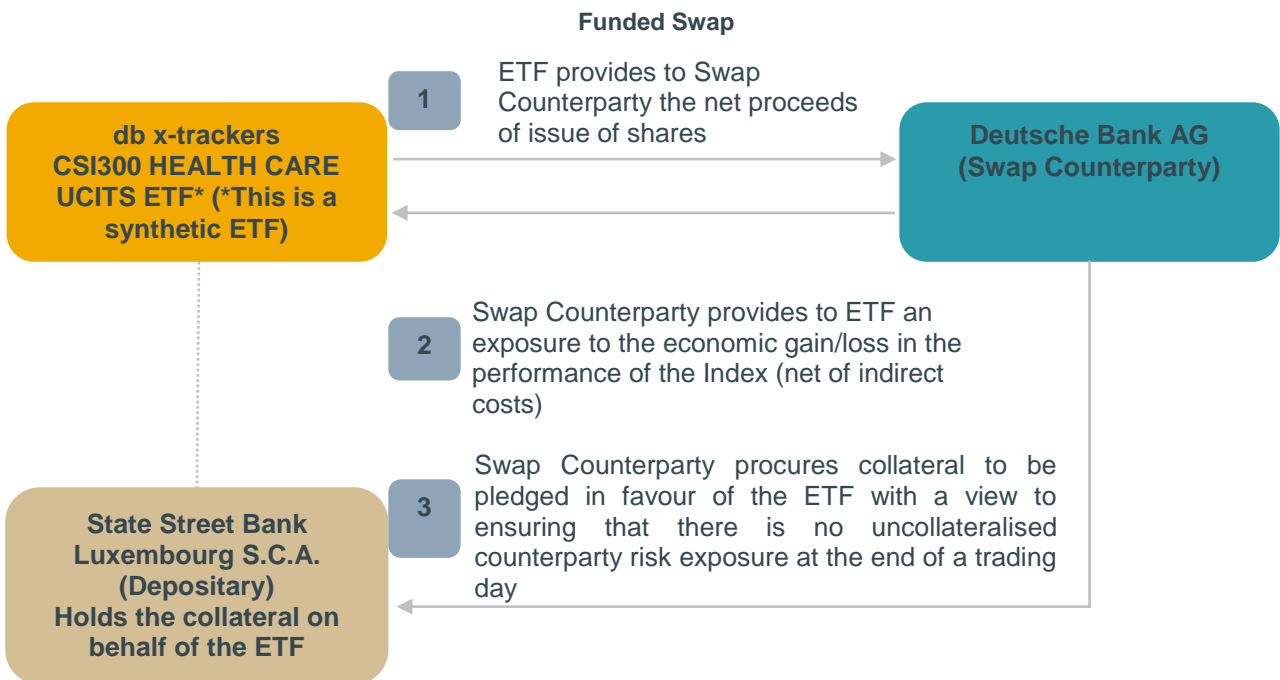 Funded Swap
1
ETF provides to Swap
Counterparty the net proceeds
of issue of shares
db x-trackers
CSI300 HEALTH CARE
UCITS ETF* (*This is a
synthetic ETF)
Deutsche Bank AG
(Swap Counterparty)
2
Swap Counterparty provides to ETF an
exposure to the economic gain/loss in the
performance of the Index (net of indirect
costs)
3
Swap Counterparty procures collateral to be
pledged in favour of the ETF with a view to
ensuring that there is no uncollateralised
counterparty risk exposure at the end of a trading
day
State Street Bank
Luxembourg S.C.A.
(Depositary)
Holds the collateral on
behalf of the ETF